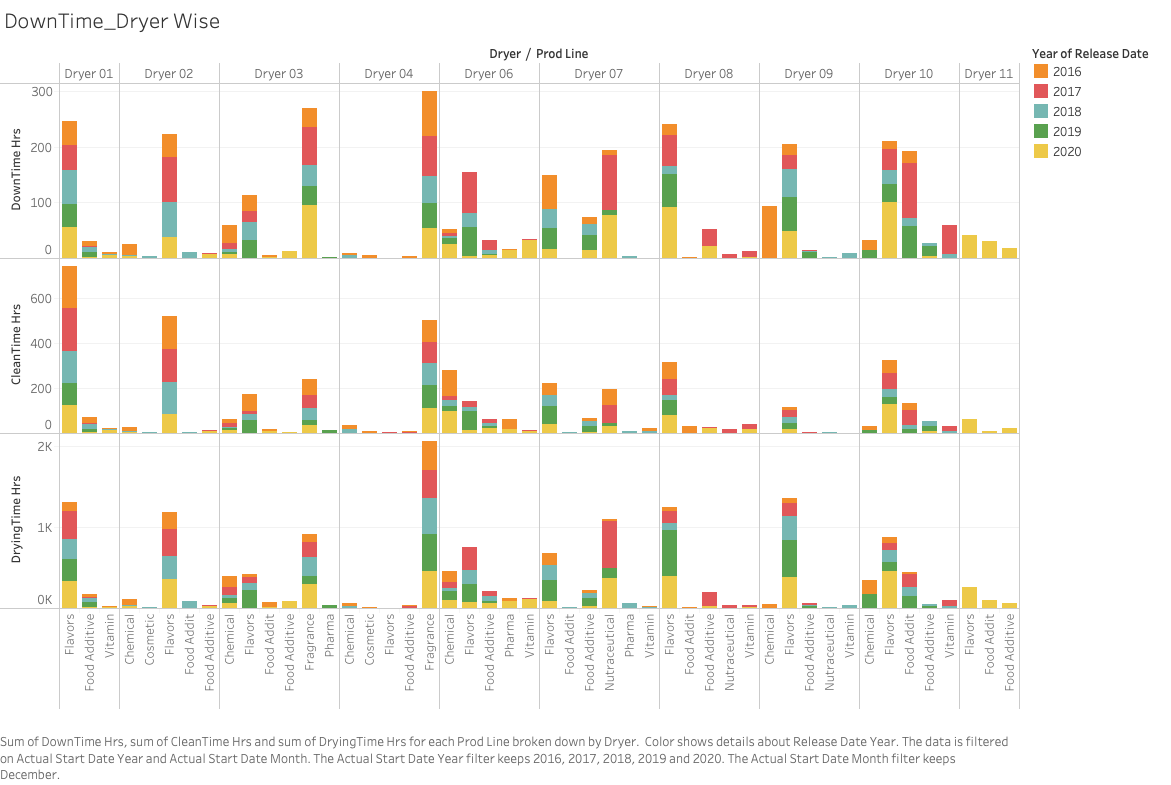 DownTime_Dryer Wise
Dryer / Prod Line
Year of Release Date
Dryer 01 Dryer 02 Dryer 03 Dryer 04 Dryer 06 Dryer 07 Dryer 08 Dryer 09 Dryer 10 Dryer 11
2016
2017
2018
2019
2020
DownTime Hrs
300
200
100
0
CleanTime Hrs
600
400
200
0
DryingTime Hrs
2K
1K
0K
Flavors
Food Additive
Vitamin
Chemical
Cosmetic
Flavors
Food Addit
Food Additive
Chemical
Flavors
Food Addit
Food Additive
Fragrance
Pharma
Chemical
Cosmetic
Flavors
Food Additive
Fragrance
Chemical
Flavors
Food Additive
Pharma
Vitamin
Flavors
Food Addit
Food Additive
Nutraceutical
Pharma
Vitamin
Flavors
Food Addit
Food Additive
Nutraceutical
Vitamin
Chemical
Flavors
Food Additive
Nutraceutical
Vitamin
Chemical
Flavors
Food Addit
Food Additive
Vitamin
Flavors
Food Addit
Food Additive
Sum of DownTime Hrs, sum of CleanTime Hrs and sum of DryingTime Hrs for each Prod Line broken down by Dryer.  Color shows details about Release Date Year. The data is filtered
on Actual Start Date Year and Actual Start Date Month. The Actual Start Date Year filter keeps 2016, 2017, 2018, 2019 and 2020. The Actual Start Date Month filter keeps
December.